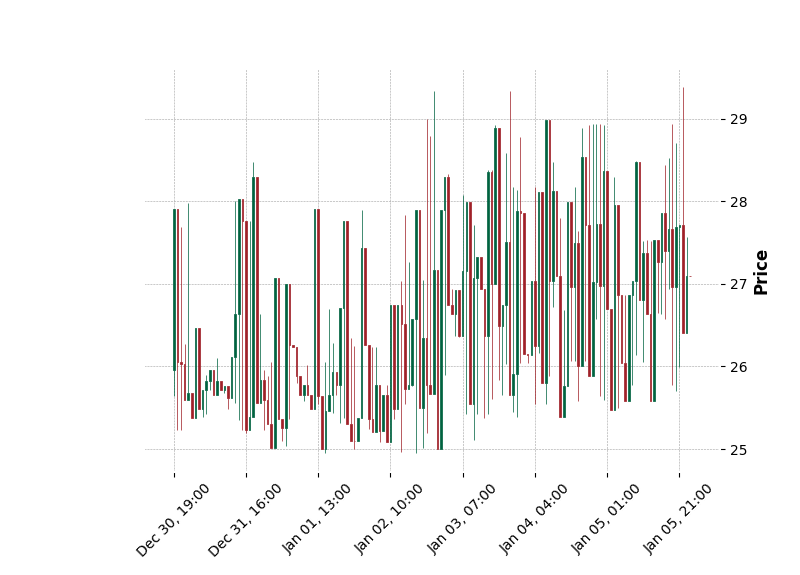 29
28
27
26
25
Price
Dec 30, 19:00
Dec 31, 16:00
Jan 01, 13:00
Jan 02, 10:00
Jan 03, 07:00
Jan 04, 04:00
Jan 05, 01:00
Jan 05, 21:00